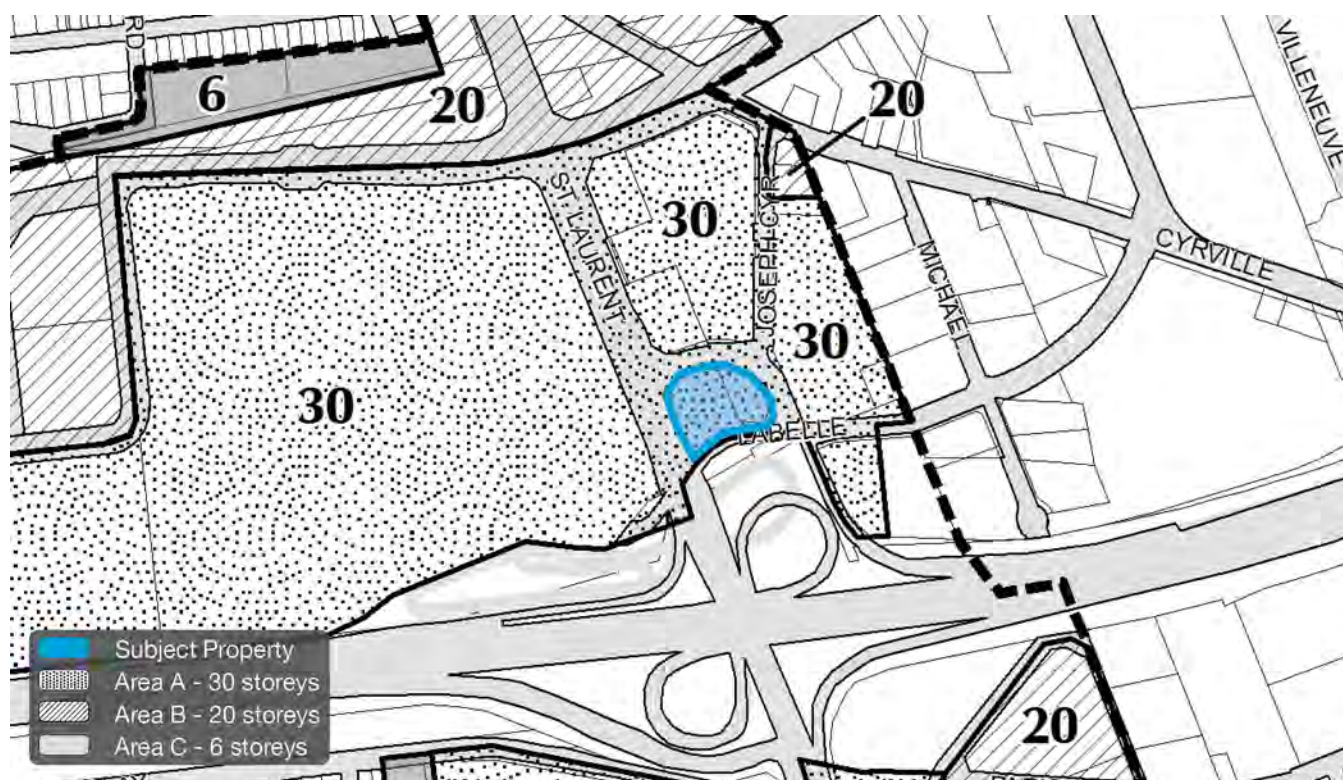 RD
VILLENEUVE
6
20
20
ST LAURENT
30
JOSEPH CYR
CYRVILLE
MICHAEL
30
30
LABELLE
Subject Property
Area A - 30 storeys
Area B - 20 storeys
Area C - 6 storeys
20